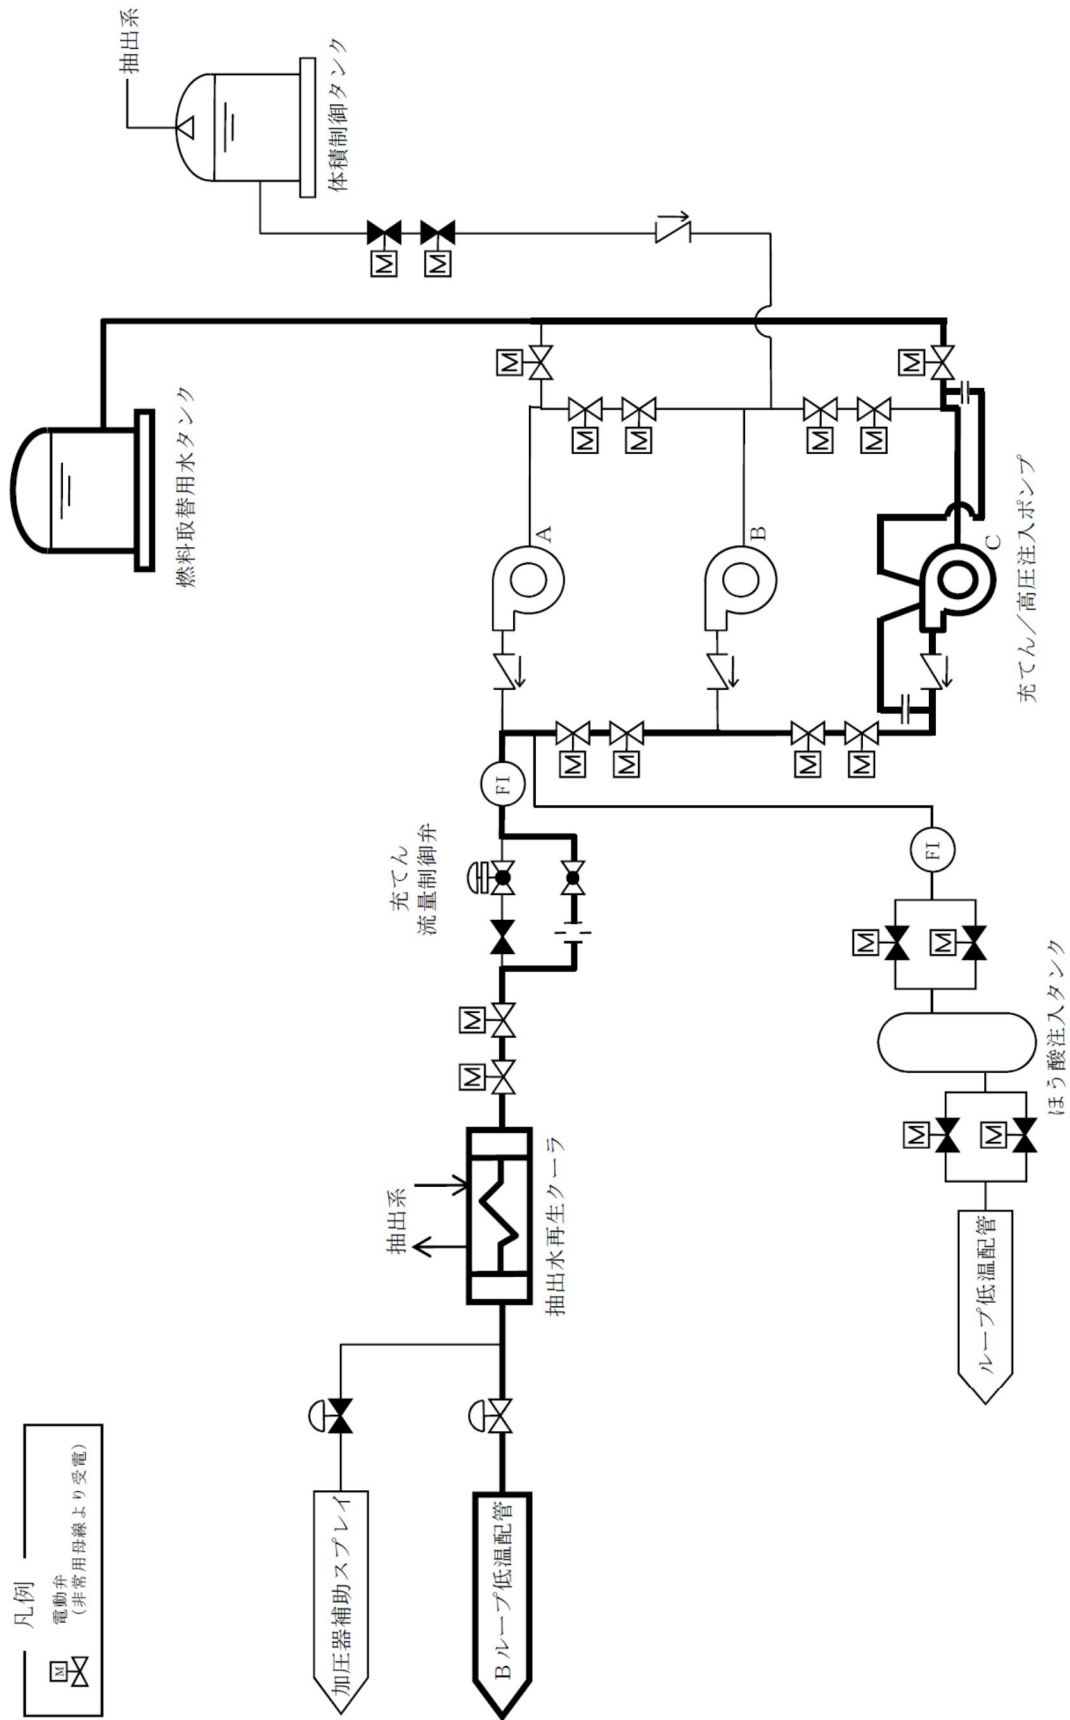 凡例
M
電動弁
(非常用母線より受電)
加圧器補助スプレイ
Bループ低温配管
抽出系
抽出水再生クーラ
M
M
充てん
流量制御弁
FI
燃料取替用水タンク
抽出系
体積制御タンク
M
M
M
M
M
M
M
M
A
B
C
充てん/高圧注入ポンプ
M
M
M
M
FI
M
M
ほう酸注入タンク
M
M
ループ低温配管